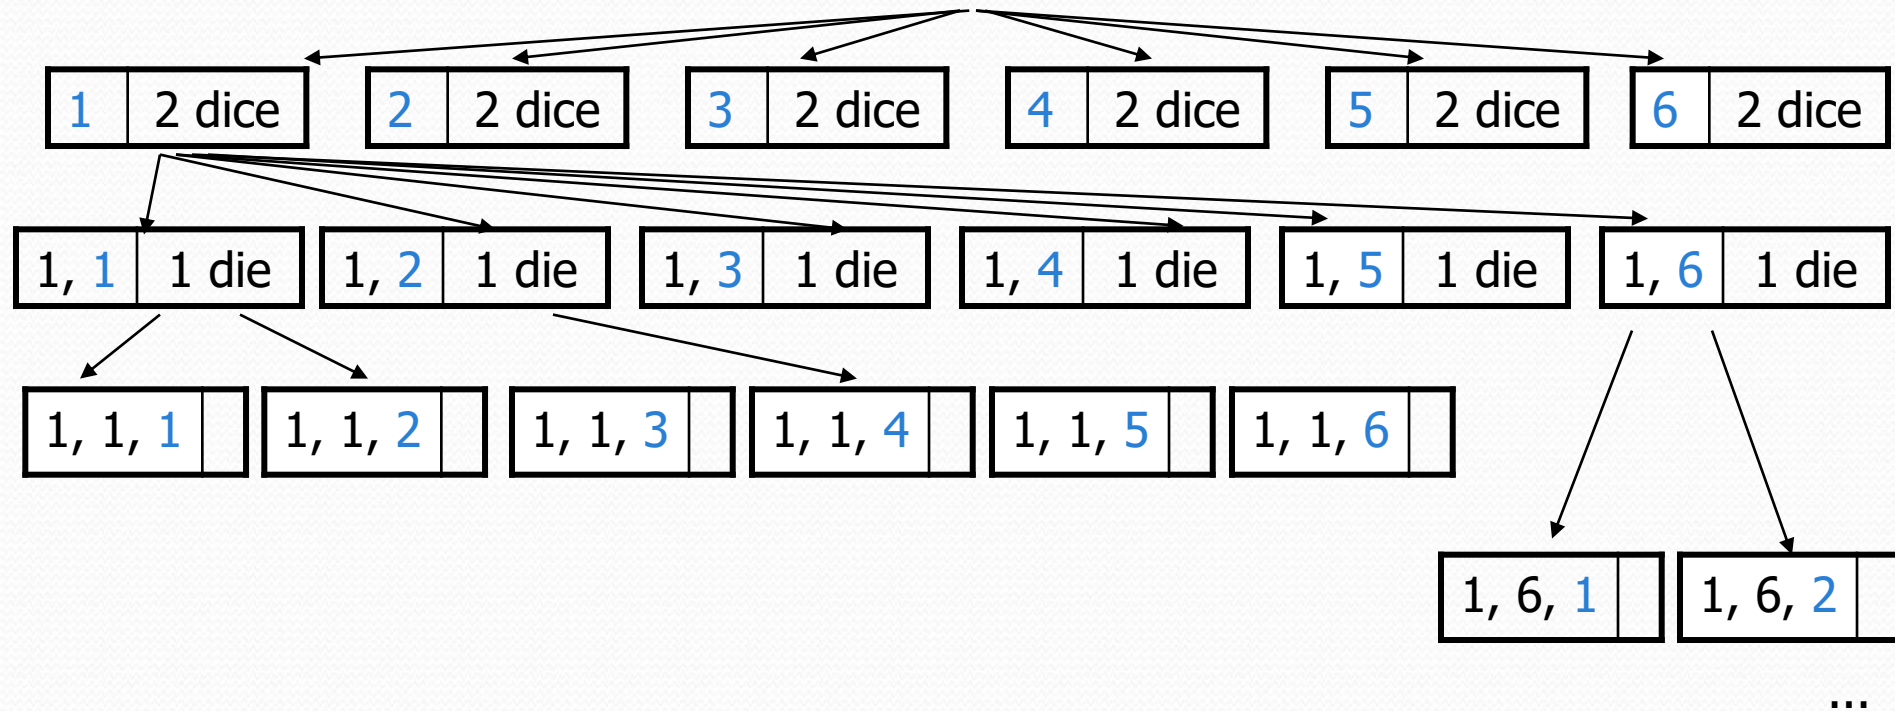 1 2 dice 2 2 dice 3 2 dice 4 2 dice 5 2 dice 6 2 dice
1, 1 1 die 1, 2 1 die 1, 3 1 die 1, 4 1 die 1, 5 1 die 1, 6 1 die
1, 1, 1 1, 1, 2 1, 1, 3 1, 1, 4 1, 1, 5 1, 1, 6
1, 6, 1 1, 6, 2
...